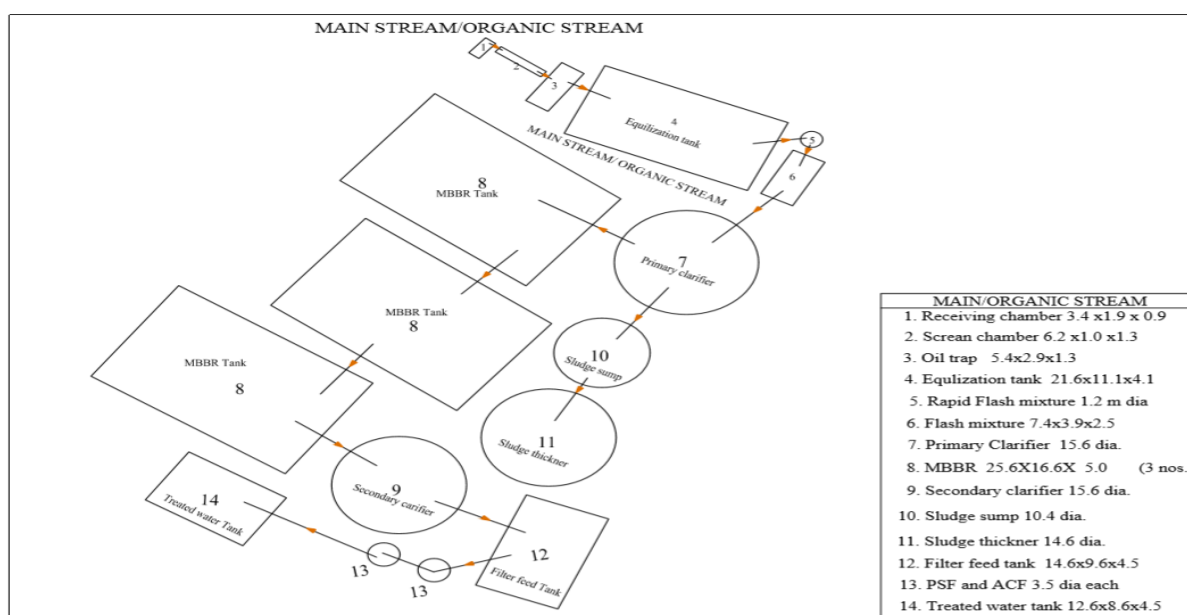 MAIN STREAM/ORGANIC STREAM
1
2
3
4
Equilization tank
5
MAIN STREAM/ ORGANIC STREAM
6
8
MBBR Tank
7
Primary clarifier
MBBR Tank
8
10
Sludge sump
MBBR Tank
8
11
Sludge thickner
9
Secondary carifier
14
Treated water Tank
12
Filter feed Tank
13
13
MAIN/ORGANIC STREAM
1. Receiving chamber 3.4 x1.9 x 0.9
2. Screan chamber 6.2 x1.0 x1.3
3. Oil trap 5.4x2.9x1.3
4. Equlization tank 21.6x11.1x4.1
5. Rapid Flash mixture 1.2 m dia
6. Flash mixture 7.4x3.9x2.5
7. Primary Clarifier 15.6 dia.
8. MBBR 25.6X16.6X 5.0 (3 nos.
9. Secondary clarifier 15.6 dia.
10. Sludge sump 10.4 dia.
11. Sludge thickner 14.6 dia.
12. Filter feed tank 14.6x9.6x4.5
13. PSF and ACF 3.5 dia each
14. Treated water tank 12.6x8.6x4.5